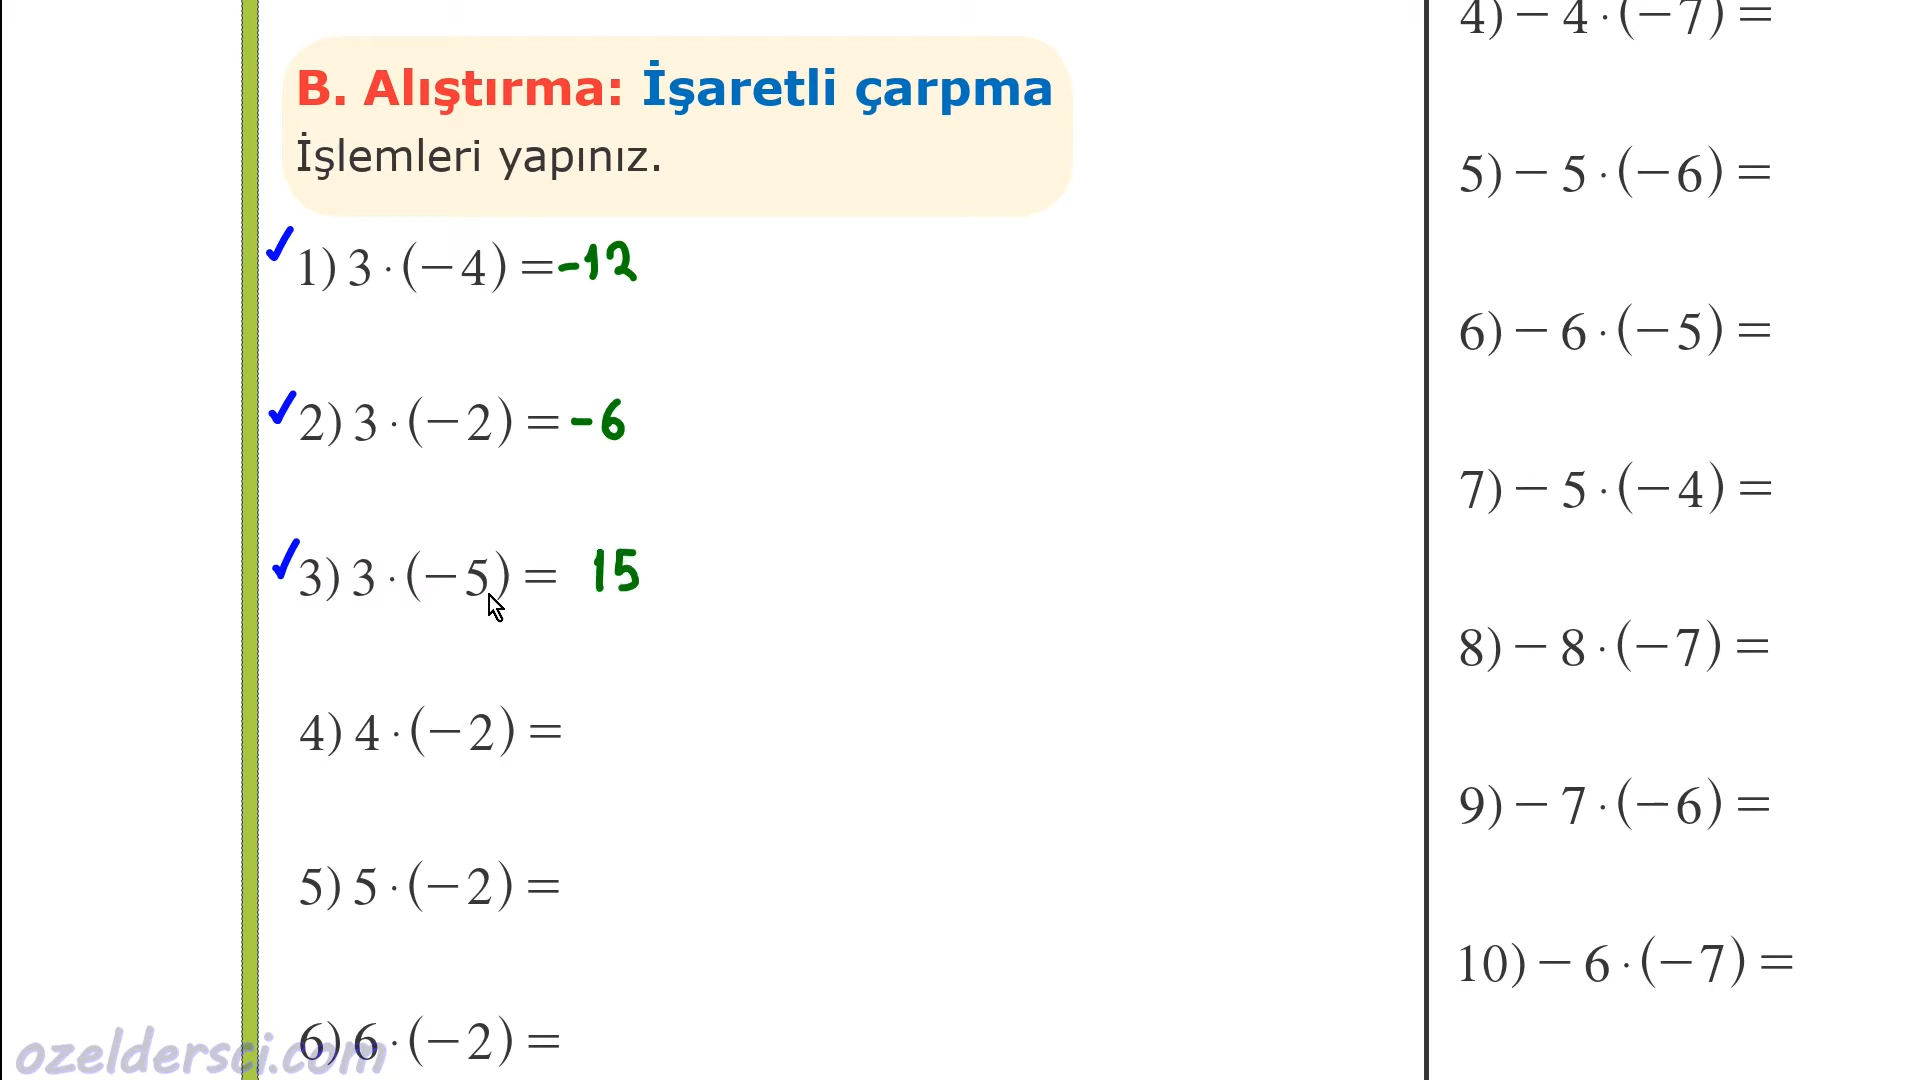 B. Alıştırma: İşaretli çarpma
İşlemleri yapınız.
1) 3 · (−4) = -12
2) 3 · (−2) = -6
3) 3 · (−5) = 15
4) 4 · (−2) =
5) 5 · (−2) =
6) 6 · (−2) =
4) − 4 · (−7) =
5) − 5 · (−6) =
6) − 6 · (−5) =
7) − 5 · (−4) =
8) − 8 · (−7) =
9) − 7 · (−6) =
10) − 6 · (−7) =
ozeldersci.com